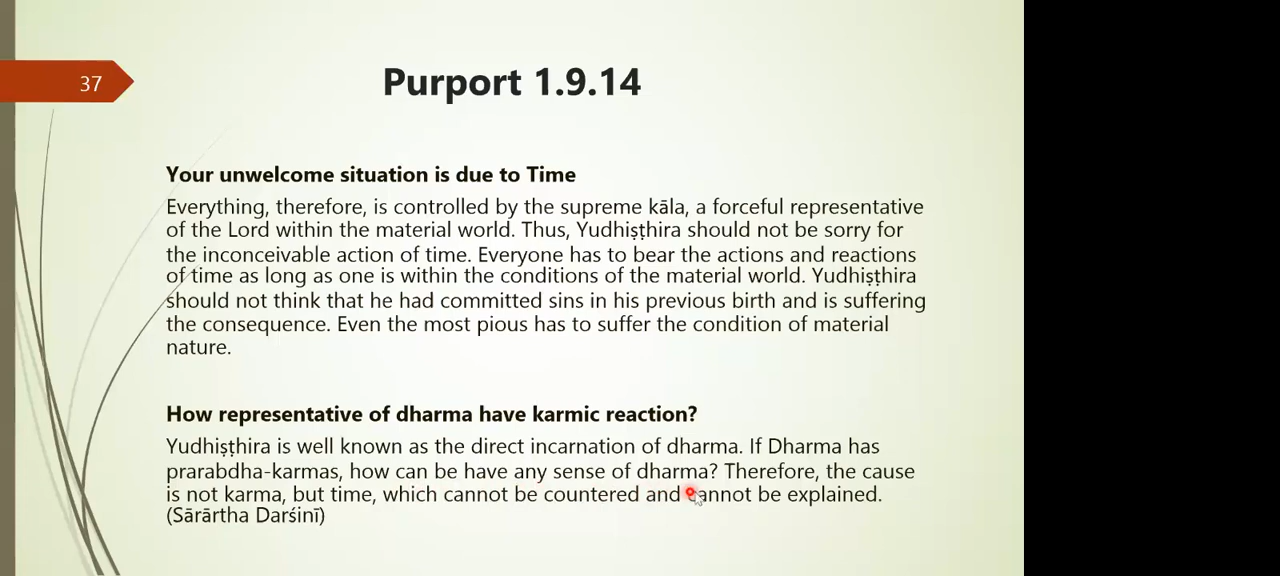 37
Purport 1.9.14
Your unwelcome situation is due to Time
Everything, therefore, is controlled by the supreme kāla, a forceful representative
of the Lord within the material world. Thus, Yudhiṣṭhira should not be sorry for
the inconceivable action of time. Everyone has to bear the actions and reactions
of time as long as one is within the conditions of the material world. Yudhiṣṭhira
should not think that he had committed sins in his previous birth and is suffering
the consequence. Even the most pious has to suffer the condition of material
nature.
How representative of dharma have karmic reaction?
Yudhiṣṭhira is well known as the direct incarnation of dharma. If Dharma has
prarabdha-karmas, how can be have any sense of dharma? Therefore, the cause
is not karma, but time, which cannot be countered and cannot be explained.
(Sārārtha Darśinī)